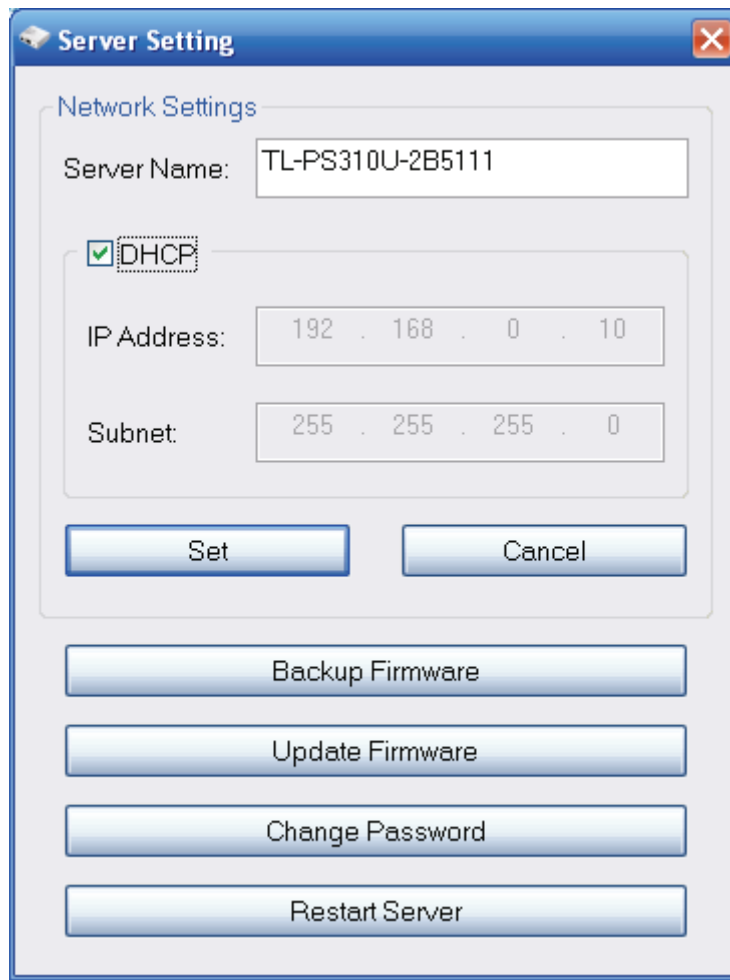 Server Setting
Network Settings
Server Name: TL-PS310U-2B5111
DHCP
IP Address: 192 . 168 . 0 . 10
Subnet: 255 . 255 . 255 . 0
Set Cancel
Backup Firmware
Update Firmware
Change Password
Restart Server